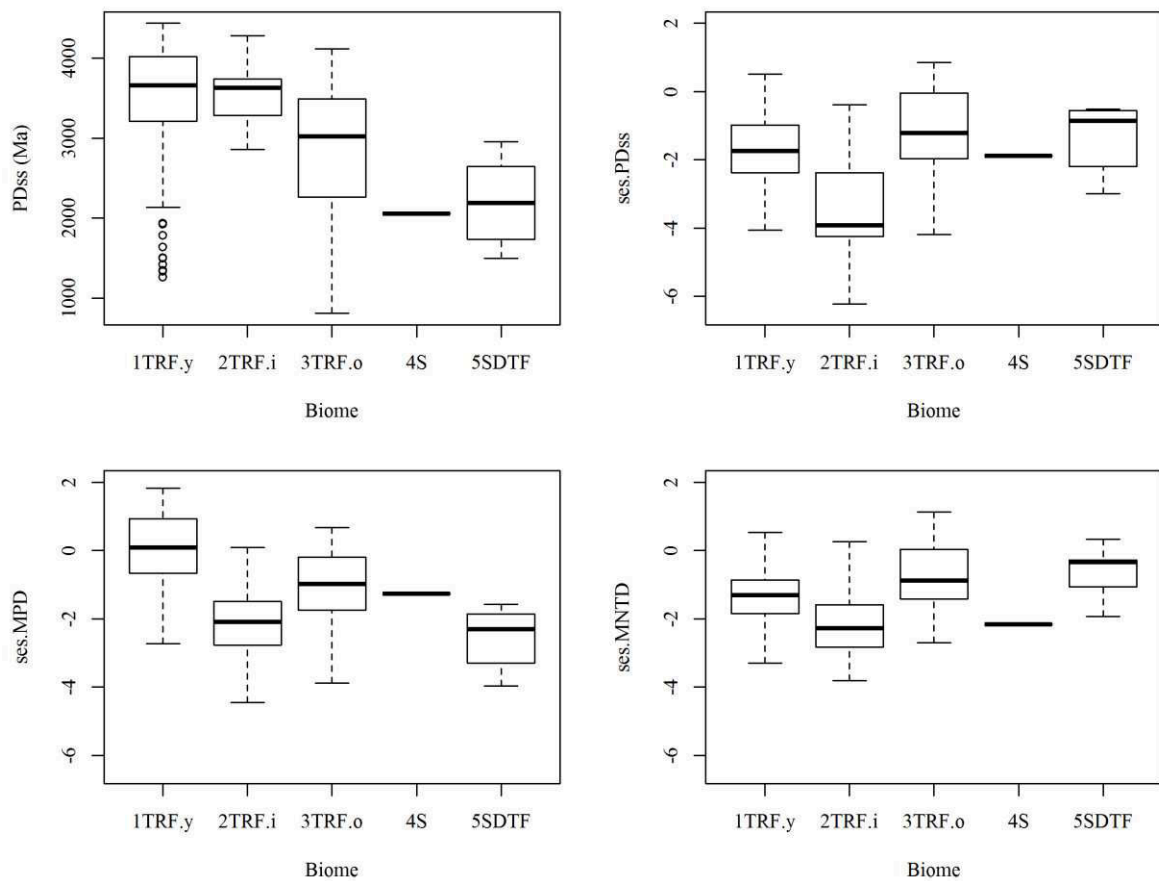 PDss (Ma)
4000
3000
2000
1000
1TRF.y 2TRF.i 3TRF.o 4S 5SDTF
Biome
ses.PDss
2
0
-2
-4
-6
1TRF.y 2TRF.i 3TRF.o 4S 5SDTF
Biome
ses.MPD
2
0
-2
-4
-6
1TRF.y 2TRF.i 3TRF.o 4S 5SDTF
Biome
ses.MNTD
2
0
-2
-4
-6
1TRF.y 2TRF.i 3TRF.o 4S 5SDTF
Biome